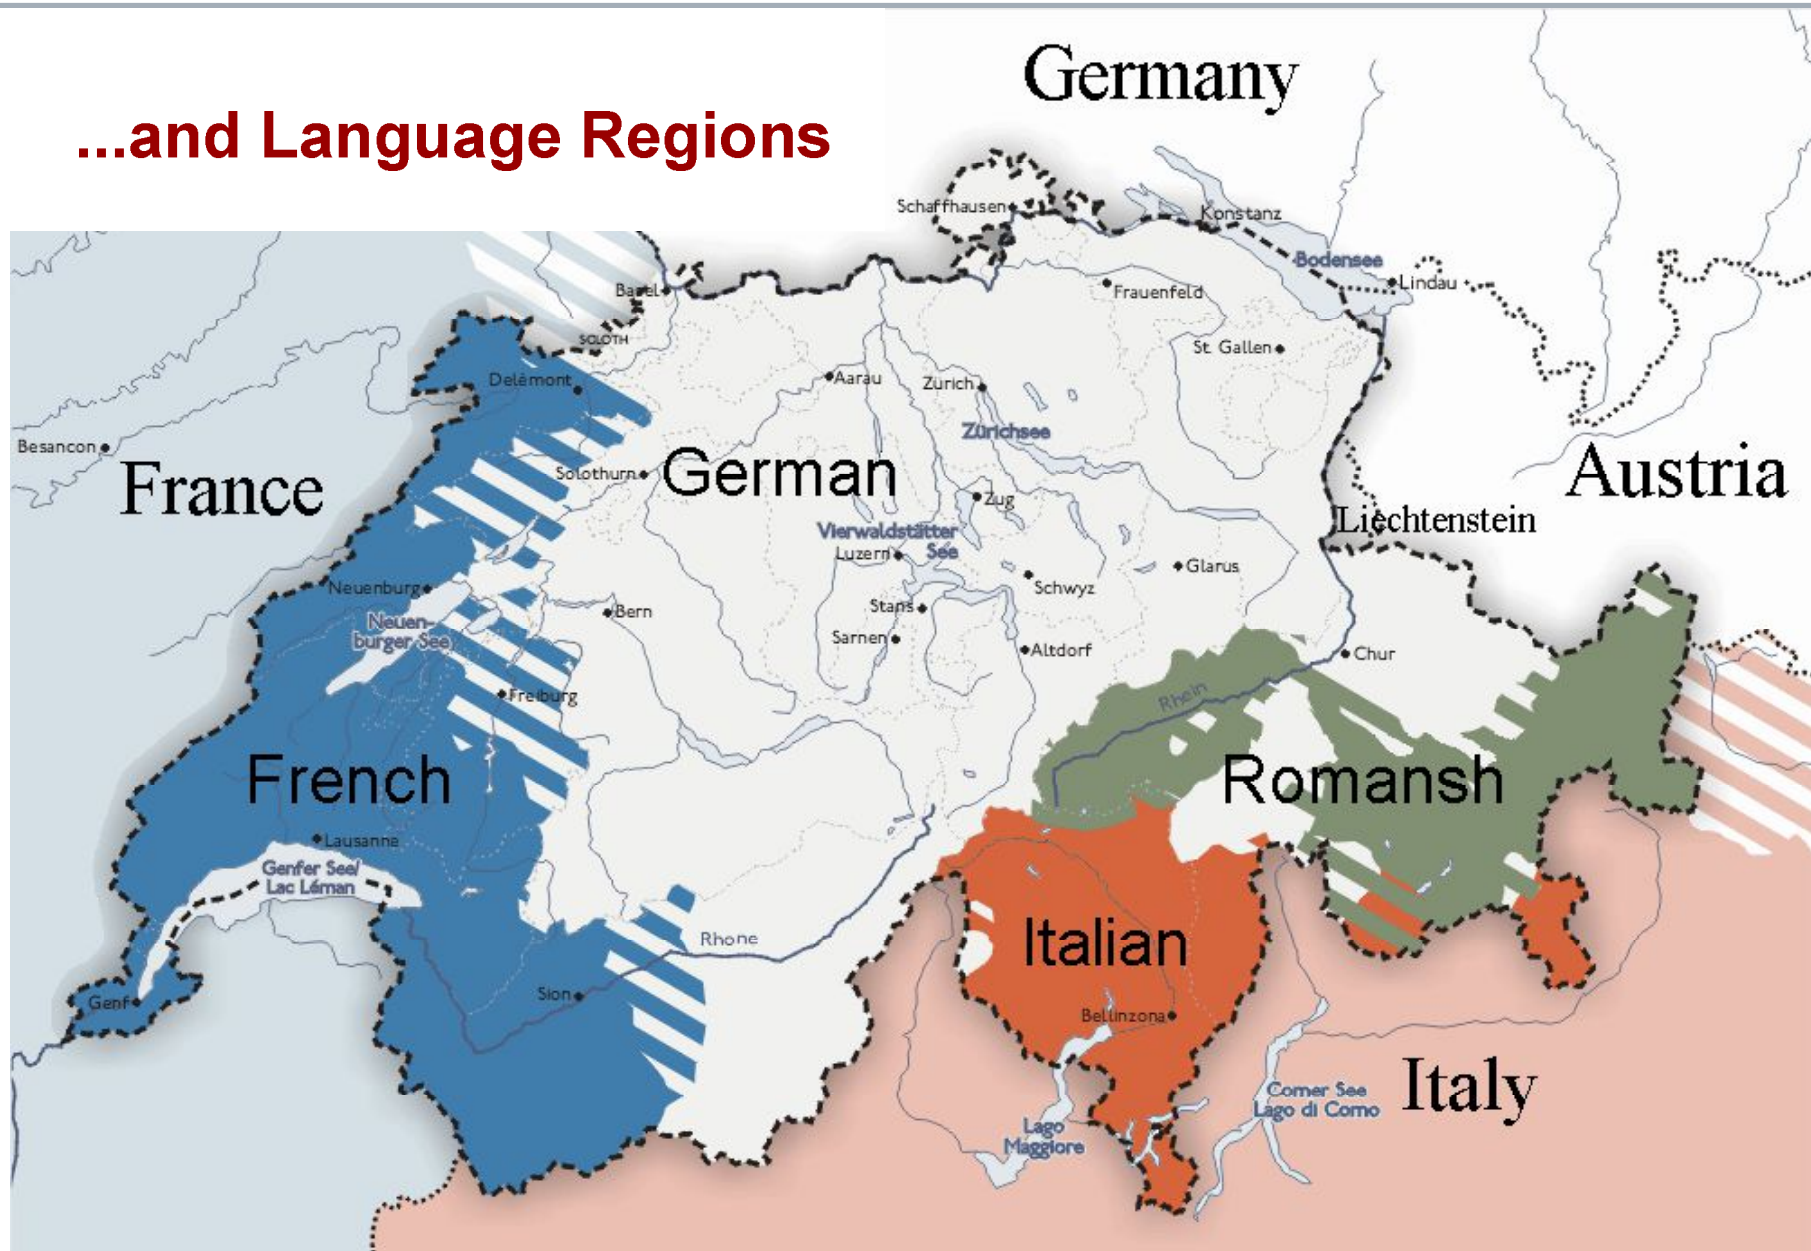 ...and Language Regions
Germany
Schaffhausen
Konstanz
Bodensee
Lindau
Basel
Frauenfeld
SOLOTH
St. Gallen
Delémont
Aarau
Zürich
Zürichsee
Besancon
France
Solothurn
German
Zug
Austria
Liechtenstein
Vierwaldstätter
See
Luzern
Glarus
Schwyz
Neuenburg
Neuen-
burger See
Bern
Stans
Sarnen
Altdorf
Chur
Freiburg
Rhein
French
Romansh
Lausanne
Genfer See/
Lac Léman
Rhone
Italian
Sion
Genf
Bellinzona
Italy
Comer See
Lago di Como
Lago
Maggiore